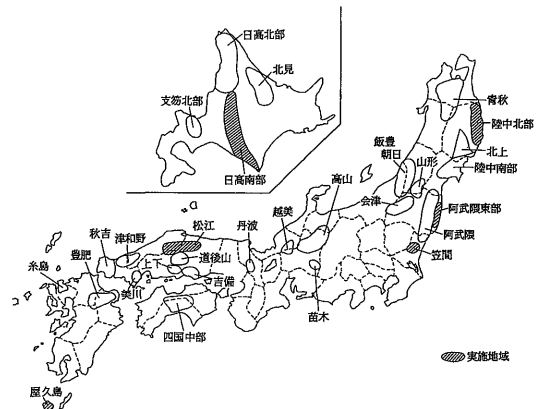 日高北部
北見
支笏北部
日高南部
青秋
陸中北部
北上
陸中南部
飯豊
朝日
山形
会津
阿武隈東部
阿武隈
笠間
高山
越美
丹波
松江
道後山
吉備
苗木
津和野
秋吉
豊肥
糸島
美川
四国中部
屋久島
実施地域